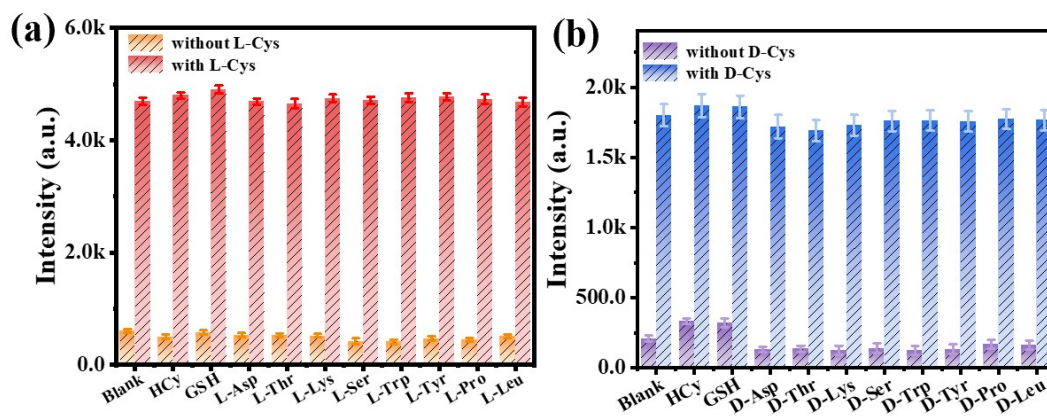 (a)
without L-Cys
with L-Cys
Intensity (a.u.)
6.0k
4.0k
2.0k
0.0
Blank
HCy
GSH
L-Asp
L-Thr
L-Lys
L-Ser
L-Trp
L-Tyr
L-Pro
L-Leu
(b)
without D-Cys
with D-Cys
Intensity (a.u.)
2.0k
1.5k
1.0k
500.0
0.0
Blank
HCy
GSH
D-Asp
D-Thr
D-Lys
D-Ser
D-Trp
D-Tyr
D-Pro
D-Leu